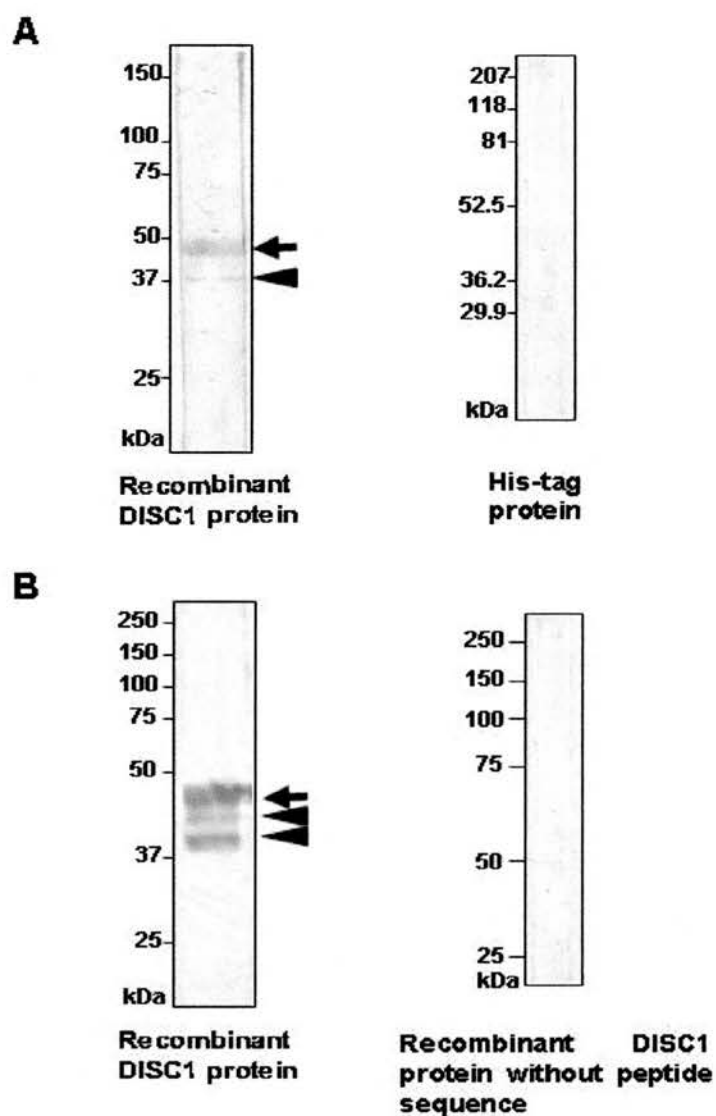 A
150
100
75
50
37
25
kDa
Recombinant
DISC1 protein
207
118
81
52.5
36.2
29.9
kDa
His-tag
protein
B
250
150
100
75
50
37
25
kDa
Recombinant
DISC1 protein
250
150
100
75
50
25
kDa
Recombinant DISC1
protein without peptide
sequence